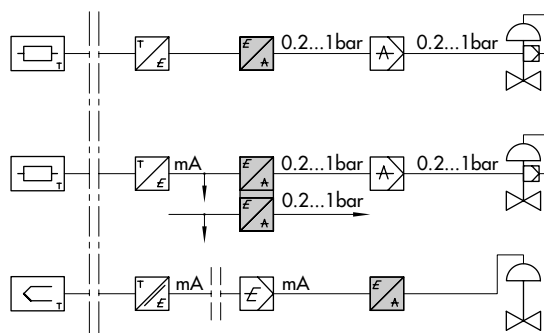 T T E E A 0.2...1bar A 0.2...1bar
T T E mA E A 0.2...1bar A 0.2...1bar
E A 0.2...1bar
T T E mA E mA E A